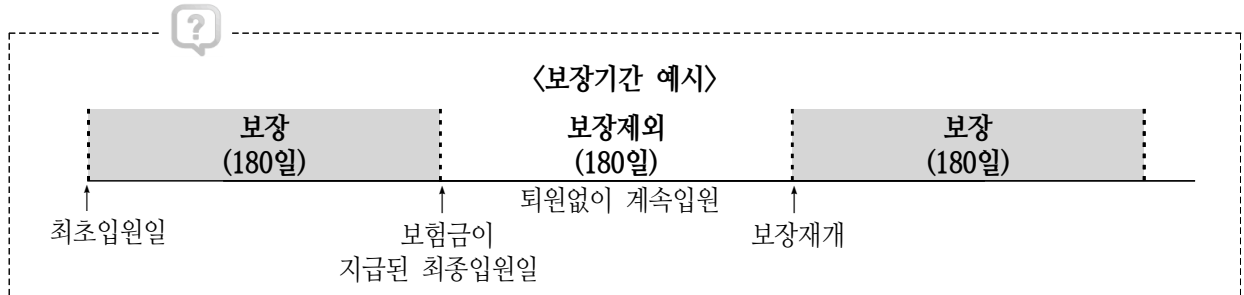 ?
〈보장기간 예시〉
보장 보장제외 보장
(180일) (180일) (180일)
퇴원없이 계속입원
최초입원일 보험금이 보장재개
지급된 최종입원일